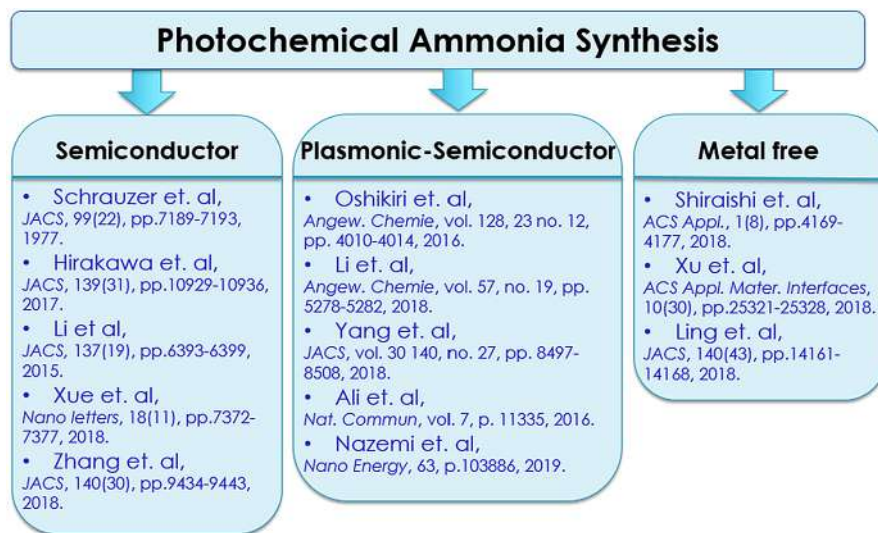 Photochemical Ammonia Synthesis
Semiconductor
• Schrauzer et. al,
JACS, 99(22), pp.7189-7193,
1977.
• Hirakawa et. al,
JACS, 139(31), pp.10929-10936,
2017.
• Li et al,
JACS, 137(19), pp.6393-6399,
2015.
• Xue et. al,
Nano letters, 18(11), pp.7372-
7377, 2018.
• Zhang et. al,
JACS, 140(30), pp.9434-9443,
2018.
Plasmonic-Semiconductor
• Oshikiri et. al,
Angew. Chemie, vol. 128, 23 no. 12,
pp. 4010-4014, 2016.
• Li et. al,
Angew. Chemie, vol. 57, no. 19, pp.
5278-5282, 2018.
• Yang et. al,
JACS, vol. 30 140, no. 27, pp. 8497-
8508, 2018.
• Ali et. al,
Nat. Commun, vol. 7, p. 11335, 2016.
• Nazemi et. al,
Nano Energy, 63, p.103886, 2019.
Metal free
• Shiraishi et. al,
ACS Appl., 1(8), pp.4169-
4177, 2018.
• Xu et. al,
ACS Appl. Mater. Interfaces,
10(30), pp.25321-25328, 2018.
• Ling et. al,
JACS, 140(43), pp.14161-
14168, 2018.